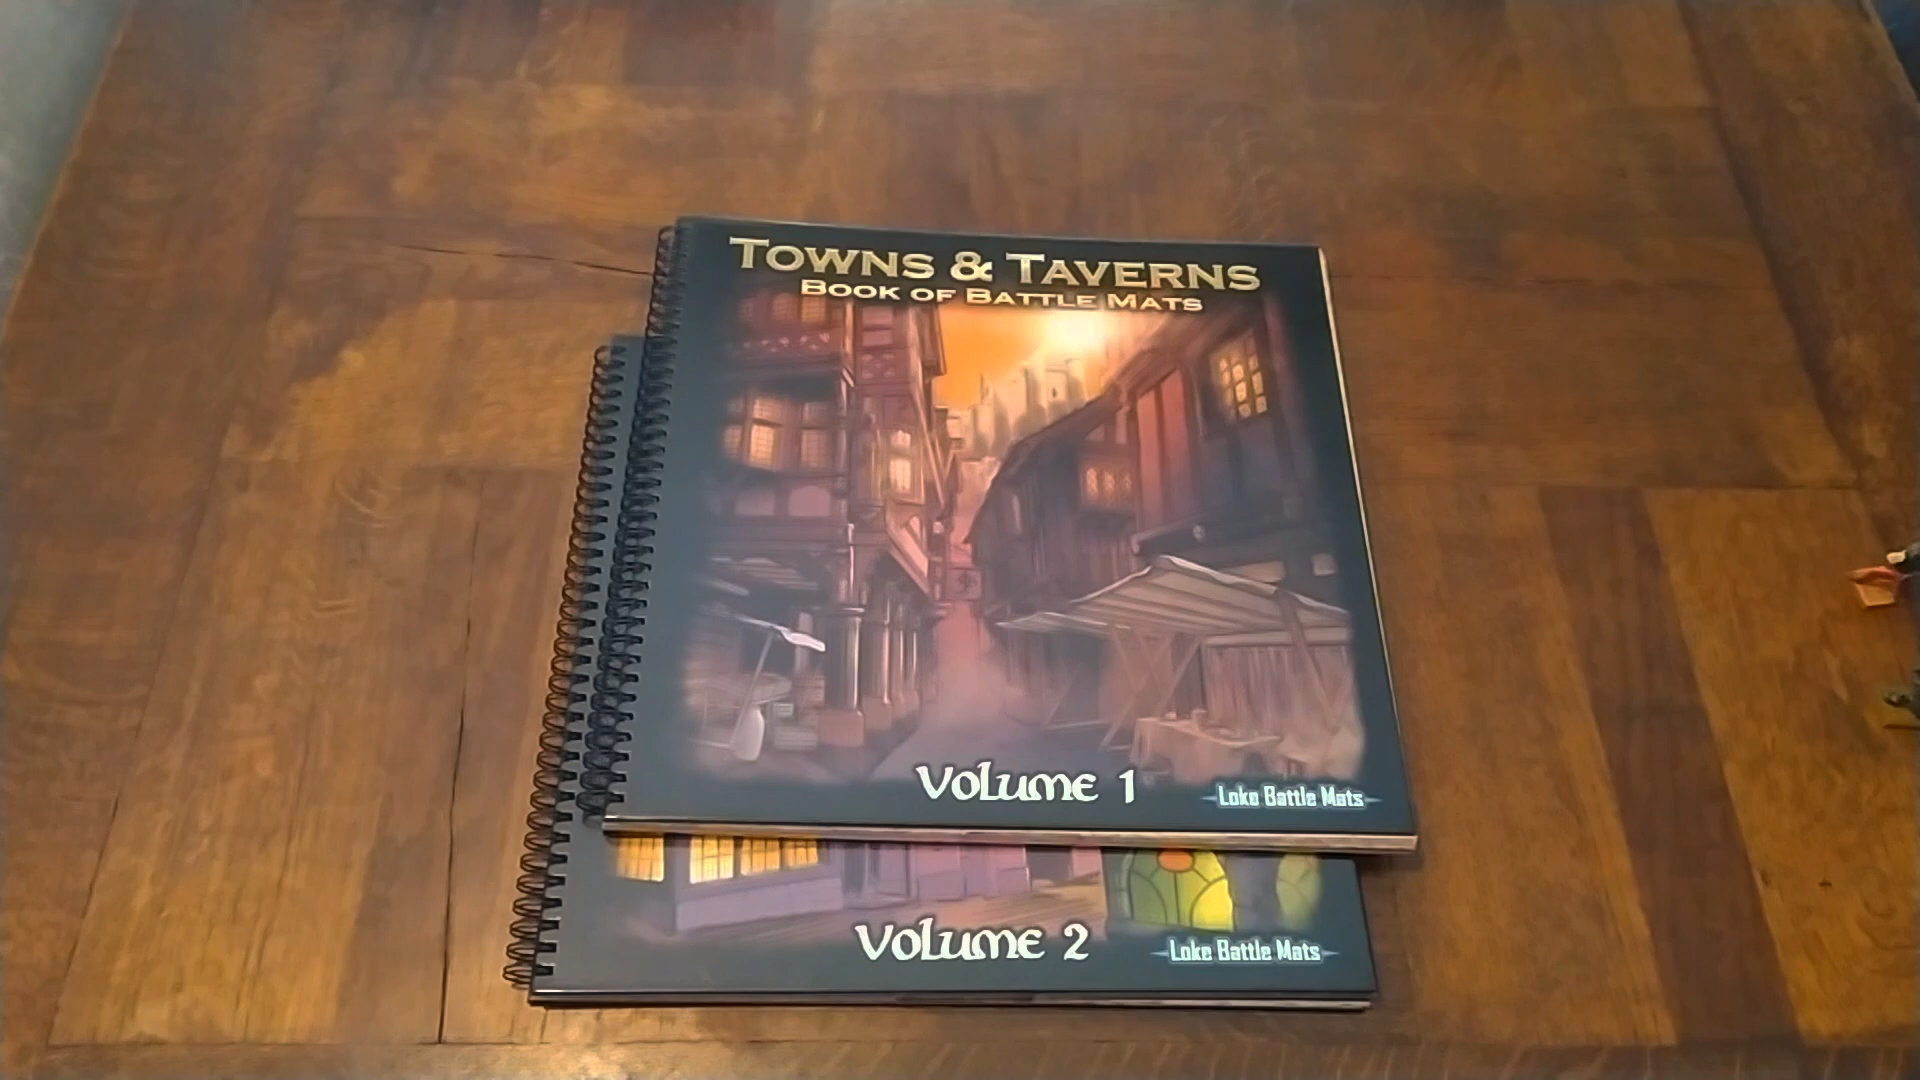 TOWNS & TAVERNS
BOOK OF BATTLE MATS
Volume 1
Loke Battle Mats
Volume 2
Loke Battle Mats